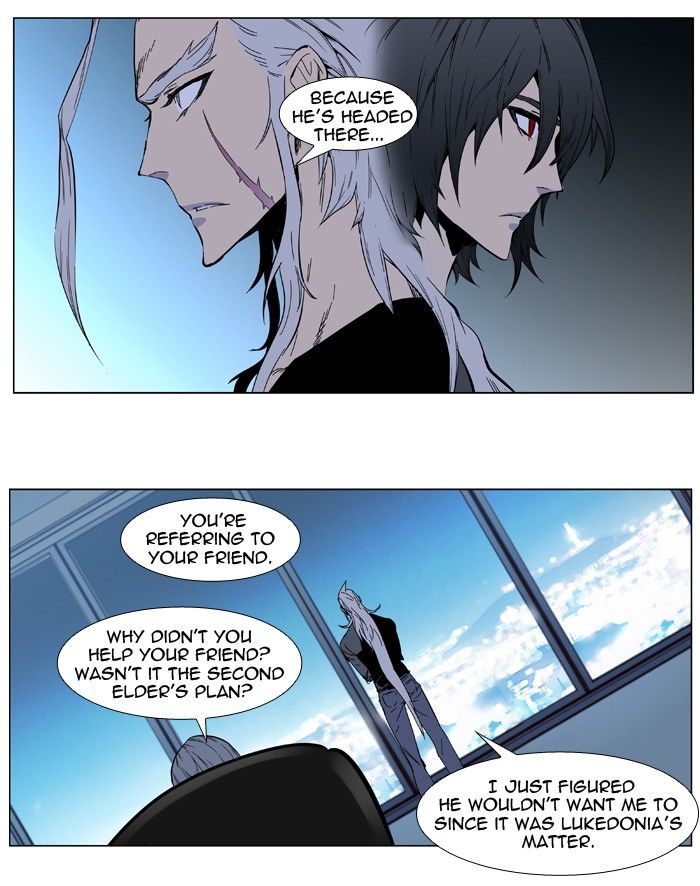 BECAUSE
HE'S HEADED
THERE...
YOU'RE
REFERRING TO
YOUR FRIEND.
WHY DIDN'T YOU
HELP YOUR FRIEND?
WASN'T IT THE SECOND
ELDER'S PLAN?
I JUST FIGURED
HE WOULDN'T WANT ME TO
SINCE IT WAS LUKEDONIA'S
MATTER.